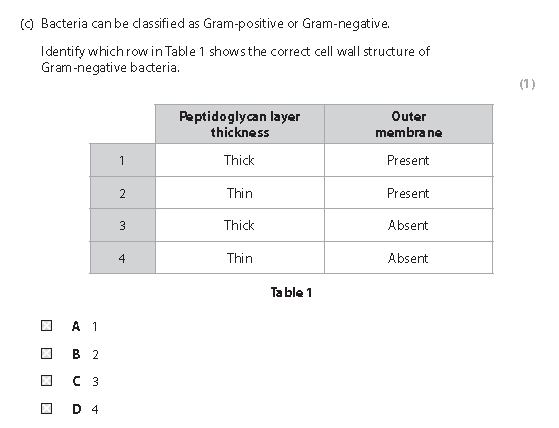 (c) Bacteria can be classified as Gram-positive or Gram-negative.
Identify which row in Table 1 shows the correct cell wall structure of
Gram-negative bacteria.
(1)
Peptidoglycan layer thickness Outer membrane
1 Thick Present
2 Thin Present
3 Thick Absent
4 Thin Absent
Table 1
A 1
B 2
C 3
D 4